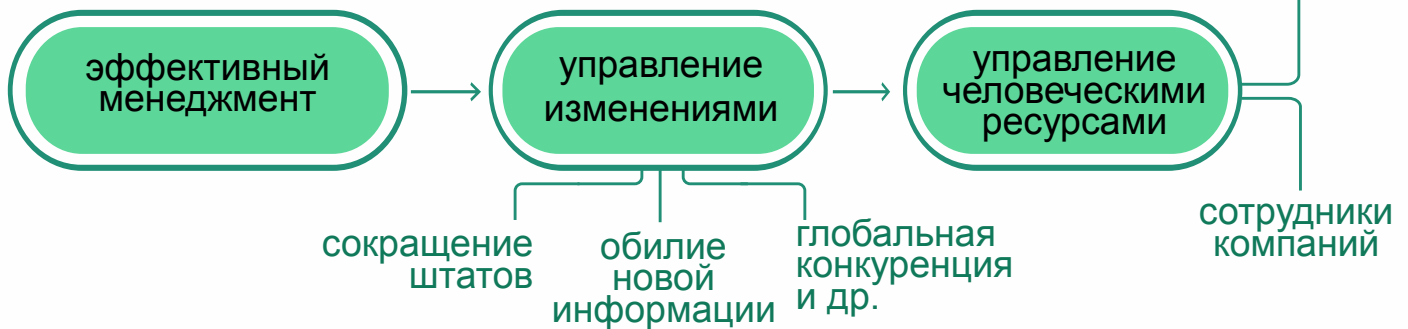 эффективный
менеджмент
управление
изменениями
управление
человеческими
ресурсами
сокращение
штатов
обилие
новой
информации
глобальная
конкуренция
и др.
сотрудники
компаний